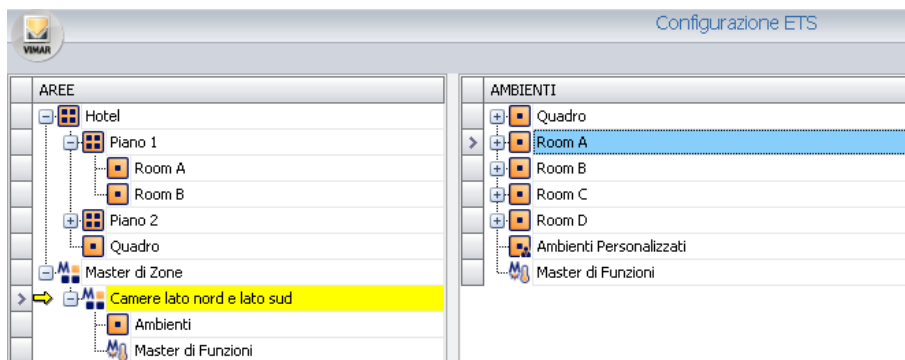 Configurazione ETS
VIMAR
AREE
Hotel
Piano 1
Room A
Room B
Piano 2
Quadro
Master di Zone
Camere lato nord e lato sud
Ambienti
Master di Funzioni
AMBIENTI
Quadro
Room A
Room B
Room C
Room D
Ambienti Personalizzati
Master di Funzioni